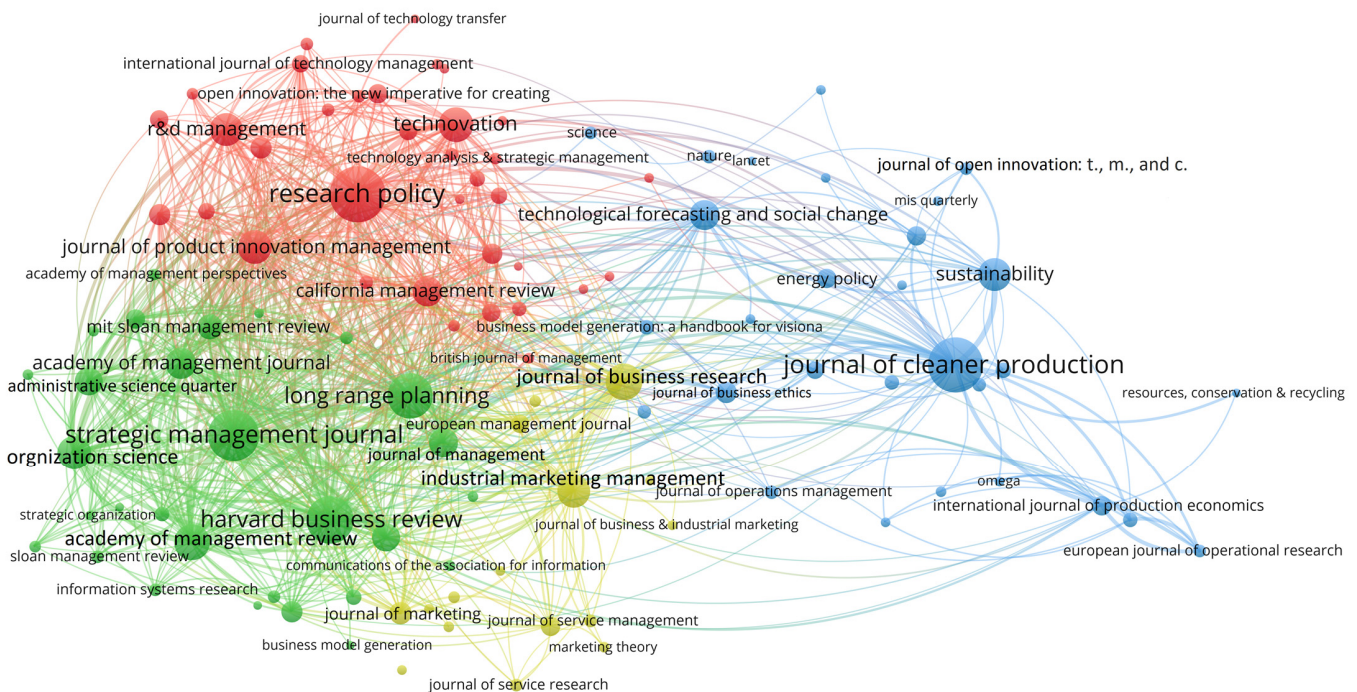 journal of technology transfer
international journal of technology management
open innovation: the new imperative for creating
r&d management
technovation
science
technology analysis & strategic management
nature
lancet
journal of open innovation: t., m., and c.
research policy
mis quarterly
technological forecasting and social change
journal of product innovation management
academy of management perspectives
sustainability
energy policy
california management review
mit sloan management review
business model generation: a handbook for visiona
british journal of management
academy of management journal
journal of cleaner production
journal of business research
administrative science quarter
journal of business ethics
resources, conservation & recycling
long range planning
european management journal
strategic management journal
journal of management
orgnization science
industrial marketing management
omega
journal of operations management
international journal of production economics
strategic organization
harvard business review
journal of business & industrial marketing
academy of management review
european journal of operational research
sloan management review
communications of the association for information
information systems research
journal of marketing
journal of service management
business model generation
marketing theory
journal of service research